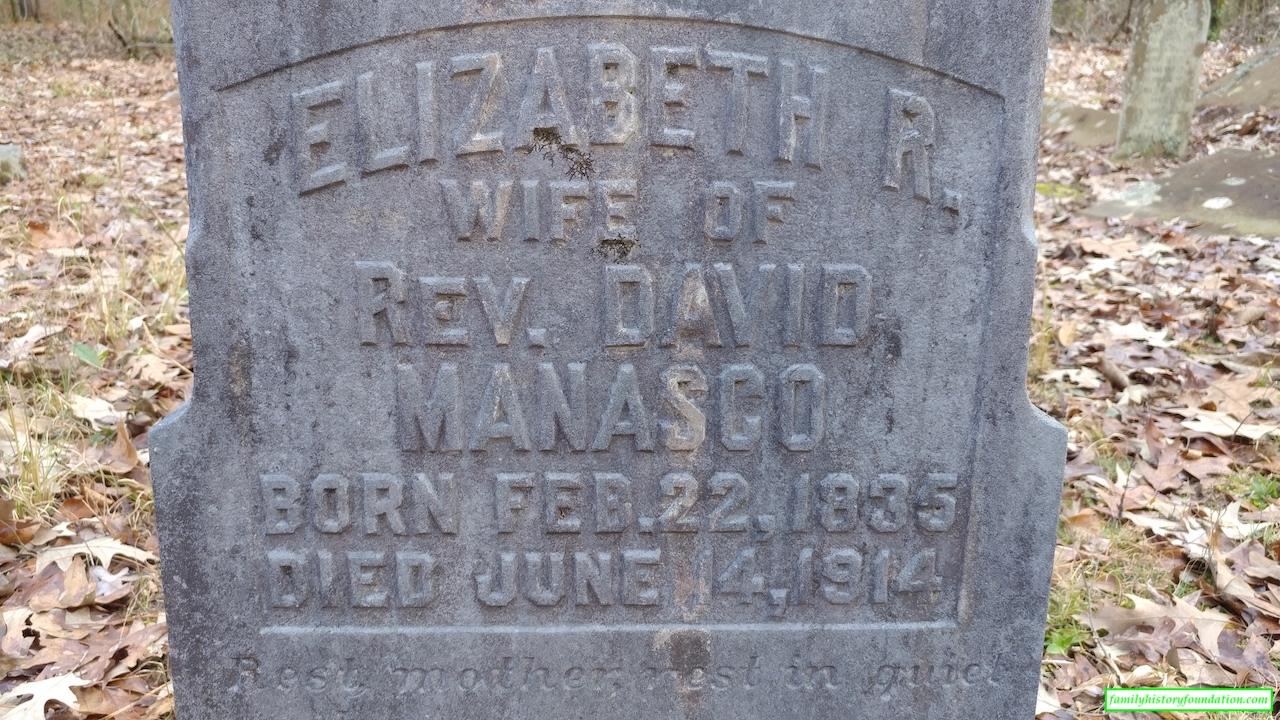 ELIZABETH R.
WIFE OF
REV. DAVID
MANASCO
BORN FEB. 22, 1835
DIED JUNE 14, 1914
Rest, mother, rest in quiet
familyhistoryfoundation.com